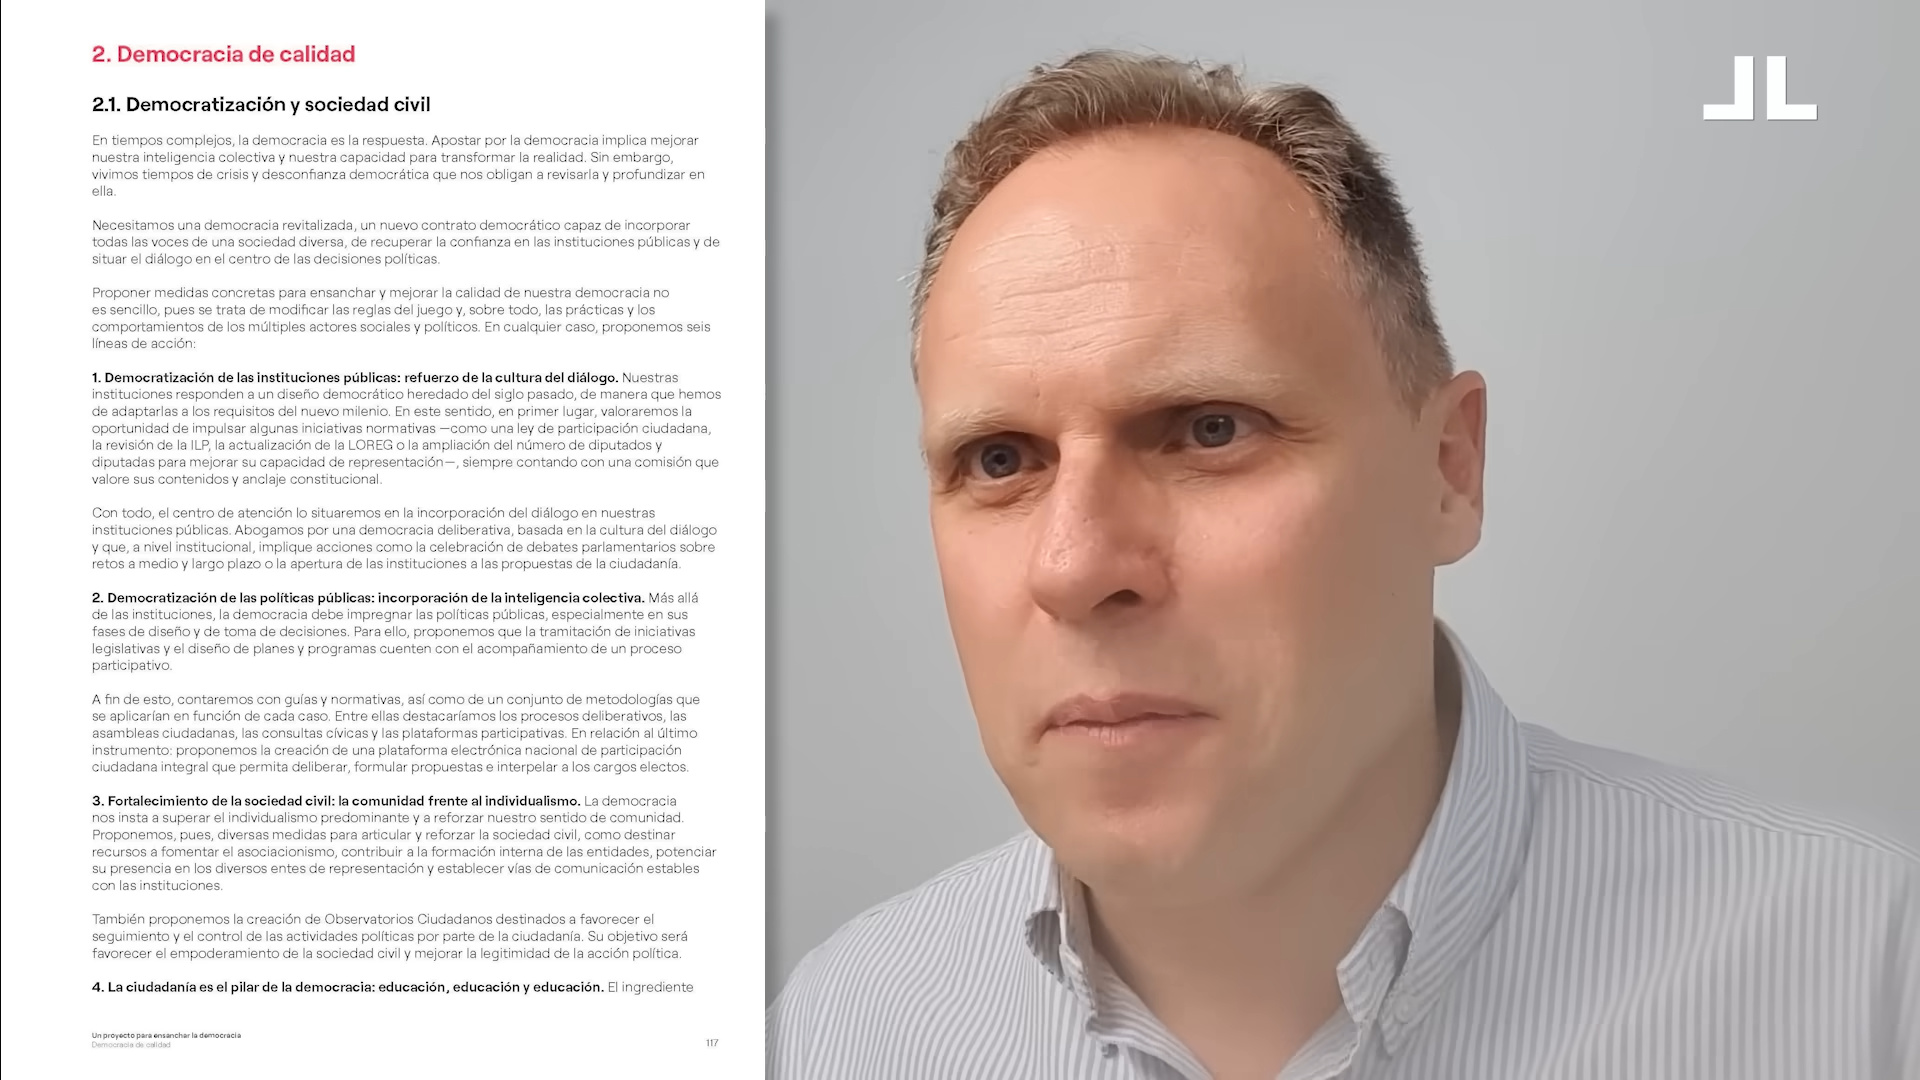 2. Democracia de calidad
2.1. Democratización y sociedad civil
En tiempos complejos, la democracia es la respuesta. Apostar por la democracia implica mejorar
nuestra inteligencia colectiva y nuestra capacidad para transformar la realidad. Sin embargo,
vivimos tiempos de crisis y desconfianza democrática que nos obligan a revisarla y profundizar en
ella.
Necesitamos una democracia revitalizada, un nuevo contrato democrático capaz de incorporar
todas las voces de una sociedad diversa, de recuperar la confianza en las instituciones públicas y de
situar el diálogo en el centro de las decisiones políticas.
Proponer medidas concretas para ensanchar y mejorar la calidad de nuestra democracia no
es sencillo, pues se trata de modificar las reglas del juego y, sobre todo, las prácticas y los
comportamientos de los múltiples actores sociales y políticos. En cualquier caso, proponemos seis
líneas de acción:
1. Democratización de las instituciones públicas: refuerzo de la cultura del diálogo. Nuestras
instituciones responden a un diseño democrático heredado del siglo pasado, de manera que hemos
de adaptarlas a los requisitos del nuevo milenio. En este sentido, en primer lugar, valoraremos la
oportunidad de impulsar algunas iniciativas normativas —como una ley de participación ciudadana,
la revisión de la ILP, la actualización de la LOREG o la ampliación del número de diputados y
diputadas para mejorar su capacidad de representación—, siempre contando con una comisión que
valore sus contenidos y anclaje constitucional.
Con todo, el centro de atención lo situaremos en la incorporación del diálogo en nuestras
instituciones públicas. Abogamos por una democracia deliberativa, basada en la cultura del diálogo
y que, a nivel institucional, implique acciones como la celebración de debates parlamentarios sobre
retos a medio y largo plazo o la apertura de las instituciones a las propuestas de la ciudadanía.
2. Democratización de las políticas públicas: incorporación de la inteligencia colectiva. Más allá
de las instituciones, la democracia debe impregnar las políticas públicas, especialmente en sus
fases de diseño y de toma de decisiones. Para ello, proponemos que la tramitación de iniciativas
legislativas y el diseño de planes y programas cuenten con el acompañamiento de un proceso
participativo.
A fin de esto, contaremos con guías y normativas, así como de un conjunto de metodologías que
se aplicarían en función de cada caso. Entre ellas destacaríamos los procesos deliberativos, las
asambleas ciudadanas, las consultas cívicas y las plataformas participativas. En relación al último
instrumento: proponemos la creación de una plataforma electrónica nacional de participación
ciudadana integral que permita deliberar, formular propuestas e interpelar a los cargos electos.
3. Fortalecimiento de la sociedad civil: la comunidad frente al individualismo. La democracia
nos insta a superar el individualismo predominante y a reforzar nuestro sentido de comunidad.
Proponemos, pues, diversas medidas para articular y reforzar la sociedad civil, como destinar
recursos a fomentar el asociacionismo, contribuir a la formación interna de las entidades, potenciar
su presencia en los diversos entes de representación y establecer vías de comunicación estables
con las instituciones.
También proponemos la creación de Observatorios Ciudadanos destinados a favorecer el
seguimiento y el control de las actividades políticas por parte de la ciudadanía. Su objetivo será
favorecer el empoderamiento de la sociedad civil y mejorar la legitimidad de la acción política.
4. La ciudadanía es el pilar de la democracia: educación, educación y educación. El ingrediente
Un proyecto para ensanchar la democracia
Democracia de calidad
117
JL